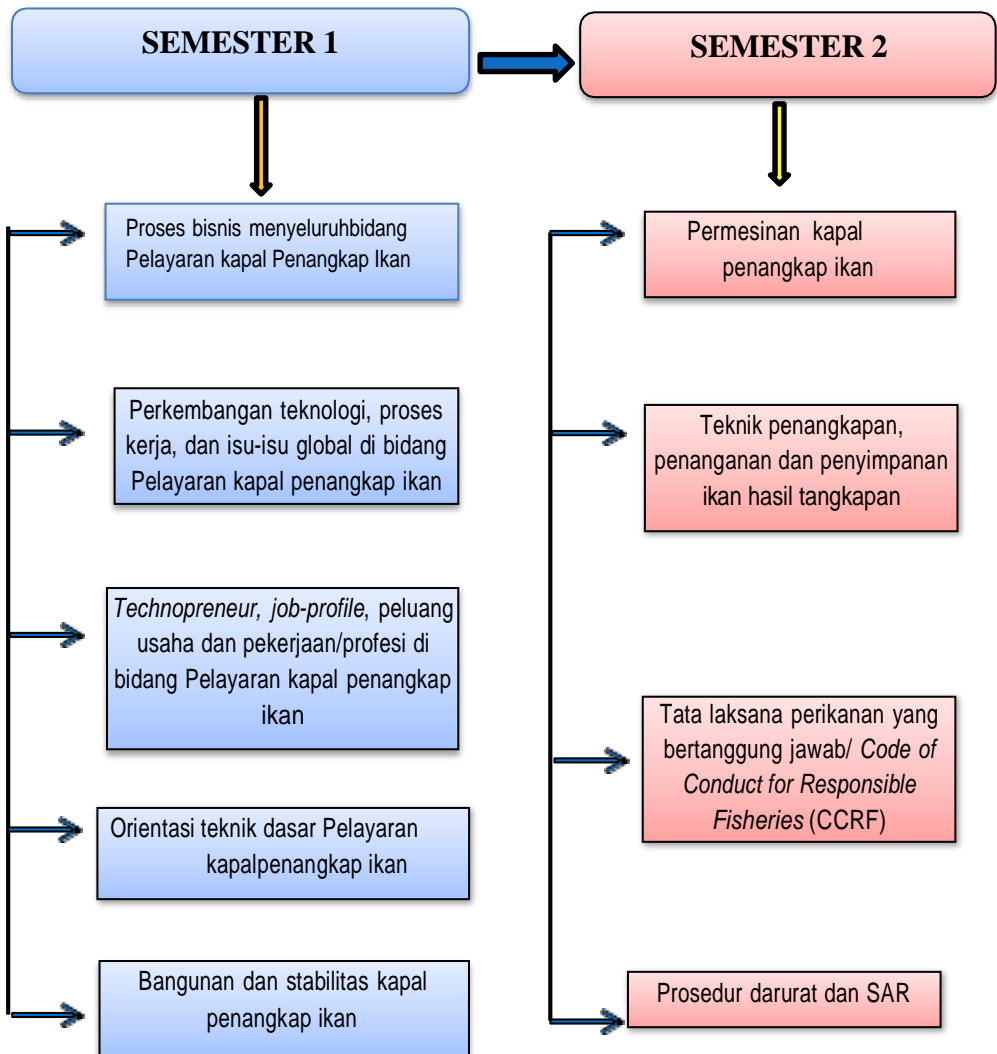 SEMESTER 1
Proses bisnis menyeluruhbidang
Pelayaran kapal Penangkap Ikan
Perkembangan teknologi, proses
kerja, dan isu-isu global di bidang
Pelayaran kapal penangkap ikan
Technopreneur, job-profile, peluang
usaha dan pekerjaan/profesi di
bidang Pelayaran kapal penangkap
ikan
Orientasi teknik dasar Pelayaran
kapalpenangkap ikan
Bangunan dan stabilitas kapal
penangkap ikan
SEMESTER 2
Permesinan kapal
penangkap ikan
Teknik penangkapan,
penanganan dan penyimpanan
ikan hasil tangkapan
Tata laksana perikanan yang
bertanggung jawab/ Code of
Conduct for Responsible
Fisheries (CCRF)
Prosedur darurat dan SAR